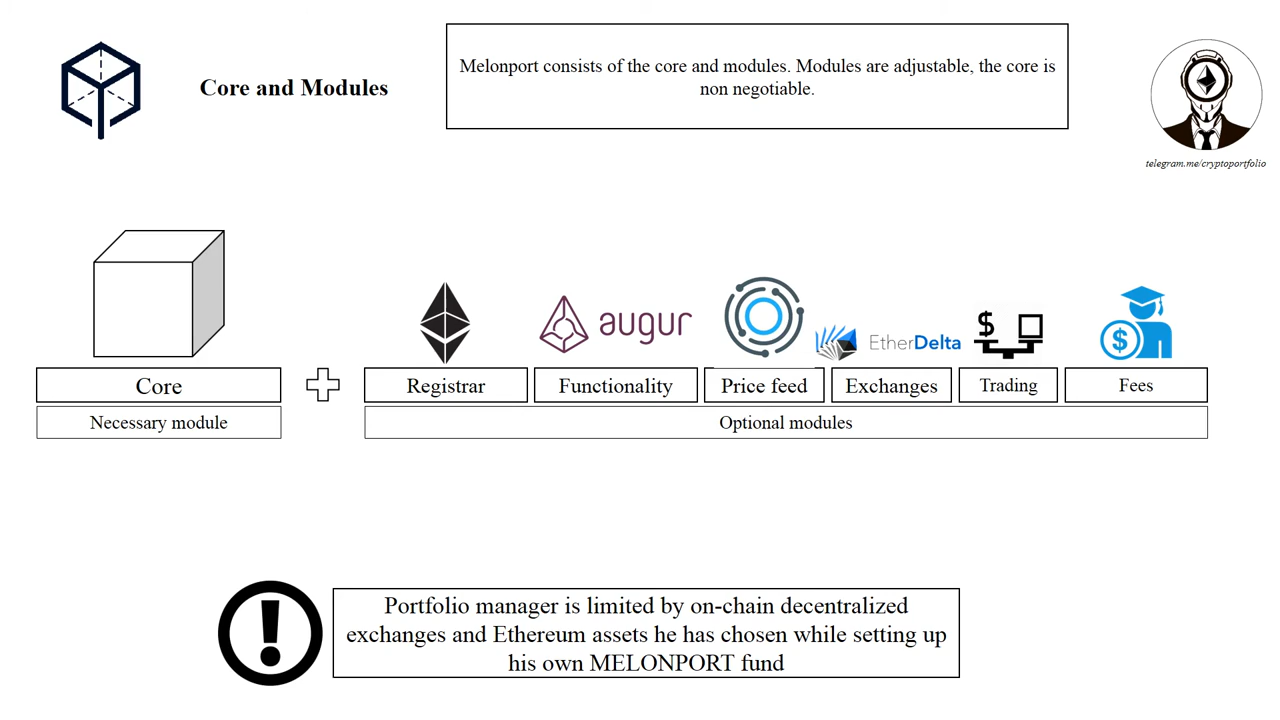 Core and Modules
Melonport consists of the core and modules. Modules are adjustable, the core is
non negotiable.
telegram.me/cryptoportfolio
augur
EtherDelta
$
$
Core
Registrar
Functionality
Price feed
Exchanges
Trading
Fees
Necessary module
Optional modules
!
Portfolio manager is limited by on-chain decentralized
exchanges and Ethereum assets he has chosen while setting up
his own MELONPORT fund